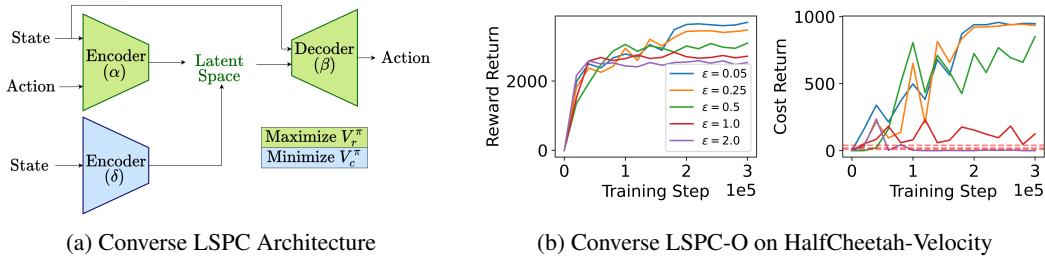 State
Action
Encoder
(α)
Latent
Space
Decoder
(β)
Action
State
Encoder
(δ)
Maximize V_r^π
Minimize V_c^π
(a) Converse LSPC Architecture
Reward Return
2000
0
0
1
2
3
Training Step
1e5
ε = 0.05
ε = 0.25
ε = 0.5
ε = 1.0
ε = 2.0
Cost Return
1000
500
0
0
1
2
3
Training Step
1e5
(b) Converse LSPC-O on HalfCheetah-Velocity